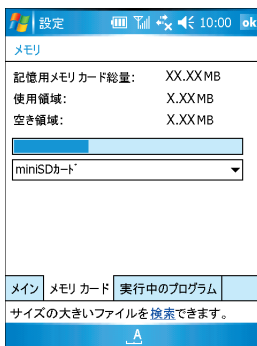 設定 10:00 ok
メモリ
記憶用メモリ カード総量: XX.XXMB
使用領域: X.XXMB
空き領域: X.XXMB
miniSDｶｰﾄﾞ
メイン メモリ カード 実行中のプログラム
サイズの大きいファイルを検索できます。
A